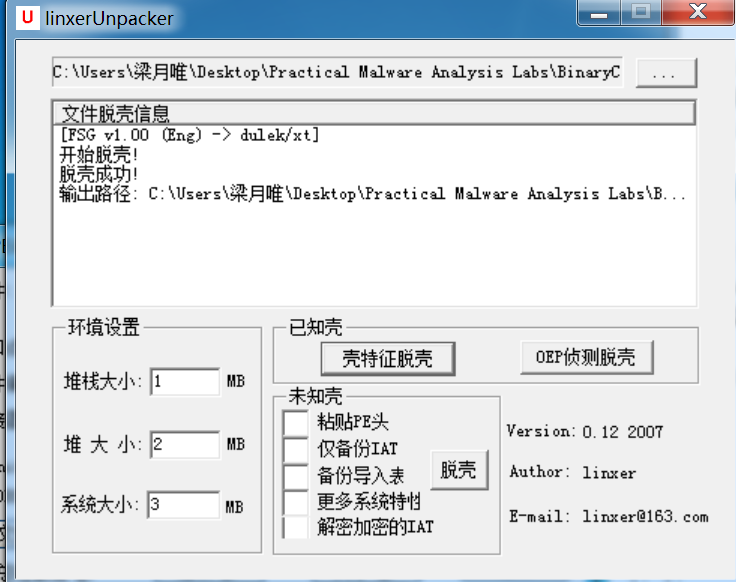 U linxerUnpacker
C:\Users\梁月唯\Desktop\Practical Malware Analysis Labs\BinaryC
...
文件脱壳信息
[FSG v1.00 (Eng) -> dulek/xt]
开始脱壳!
脱壳成功!
输出路径: C:\Users\梁月唯\Desktop\Practical Malware Analysis Labs\B...
环境设置
堆栈大小: 1 MB
堆 大 小: 2 MB
系统大小: 3 MB
已知壳
壳特征脱壳
OEP侦测脱壳
未知壳
粘贴PE头
仅备份IAT
备份导入表
更多系统特性
解密加密的IAT
脱壳
Version: 0.12 2007
Author: linxer
E-mail: linxer@163.com